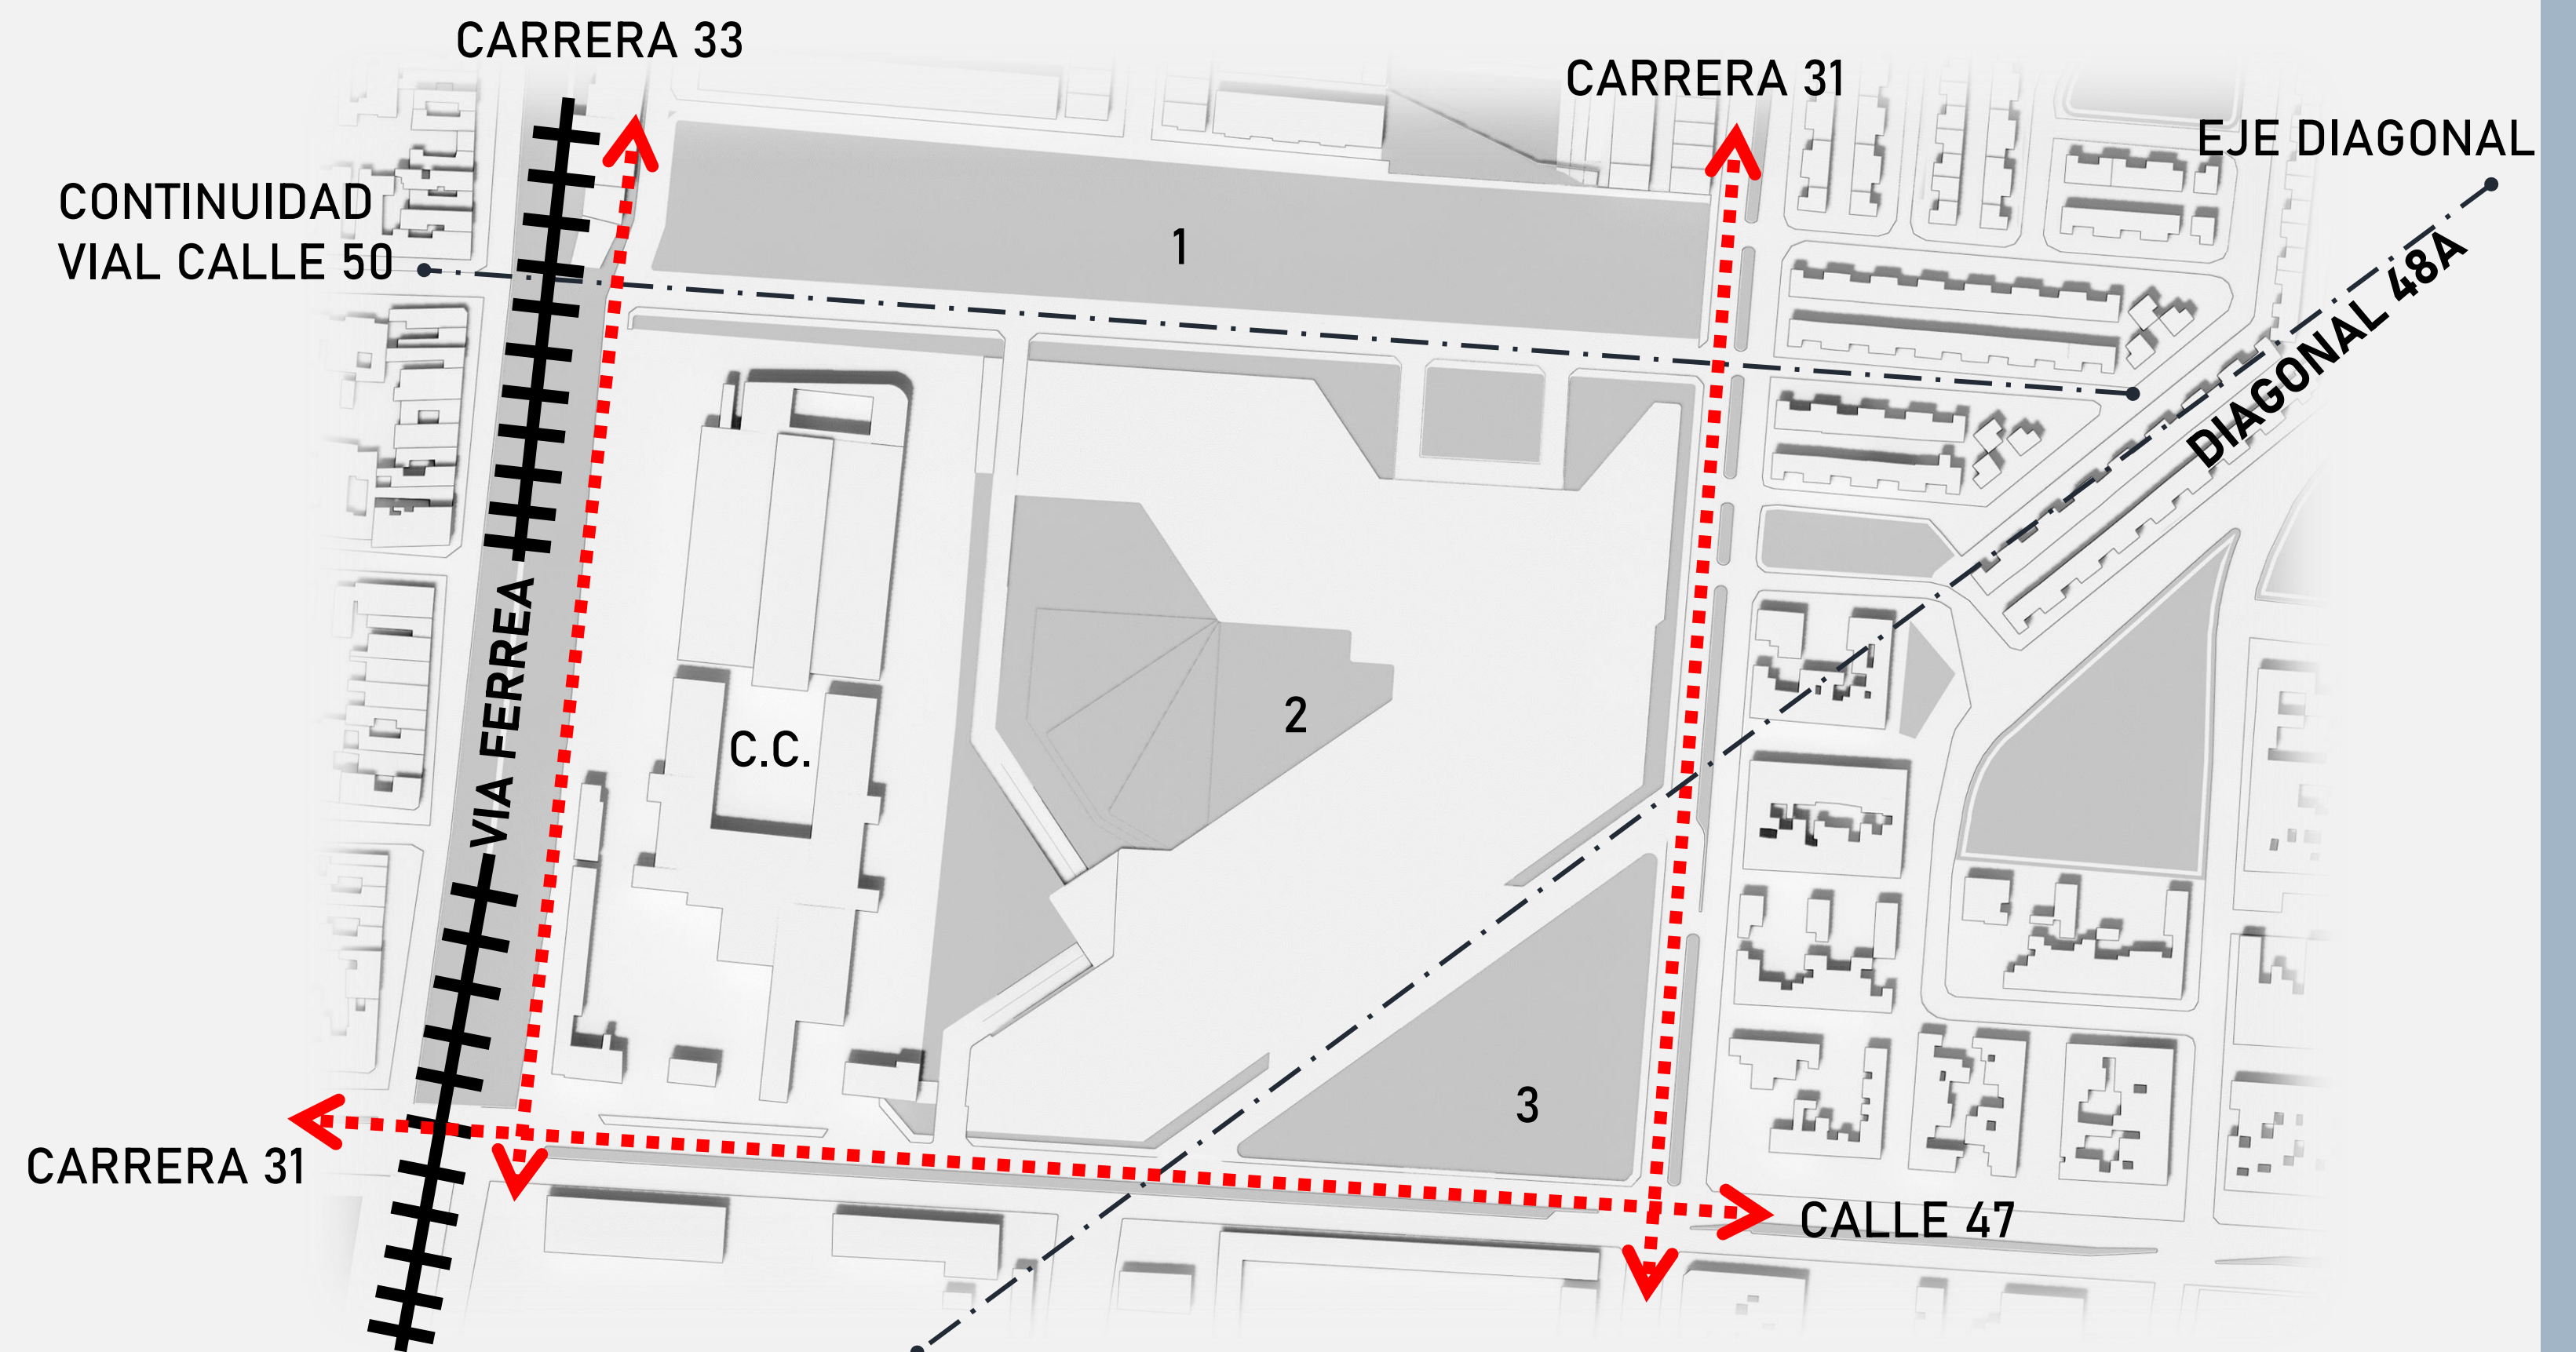 CARRERA 33
CARRERA 31
EJE DIAGONAL
CONTINUIDAD
VIAL CALLE 50
1
DIAGONAL 48A
VIA FERREA
C.C.
2
3
CARRERA 31
CALLE 47